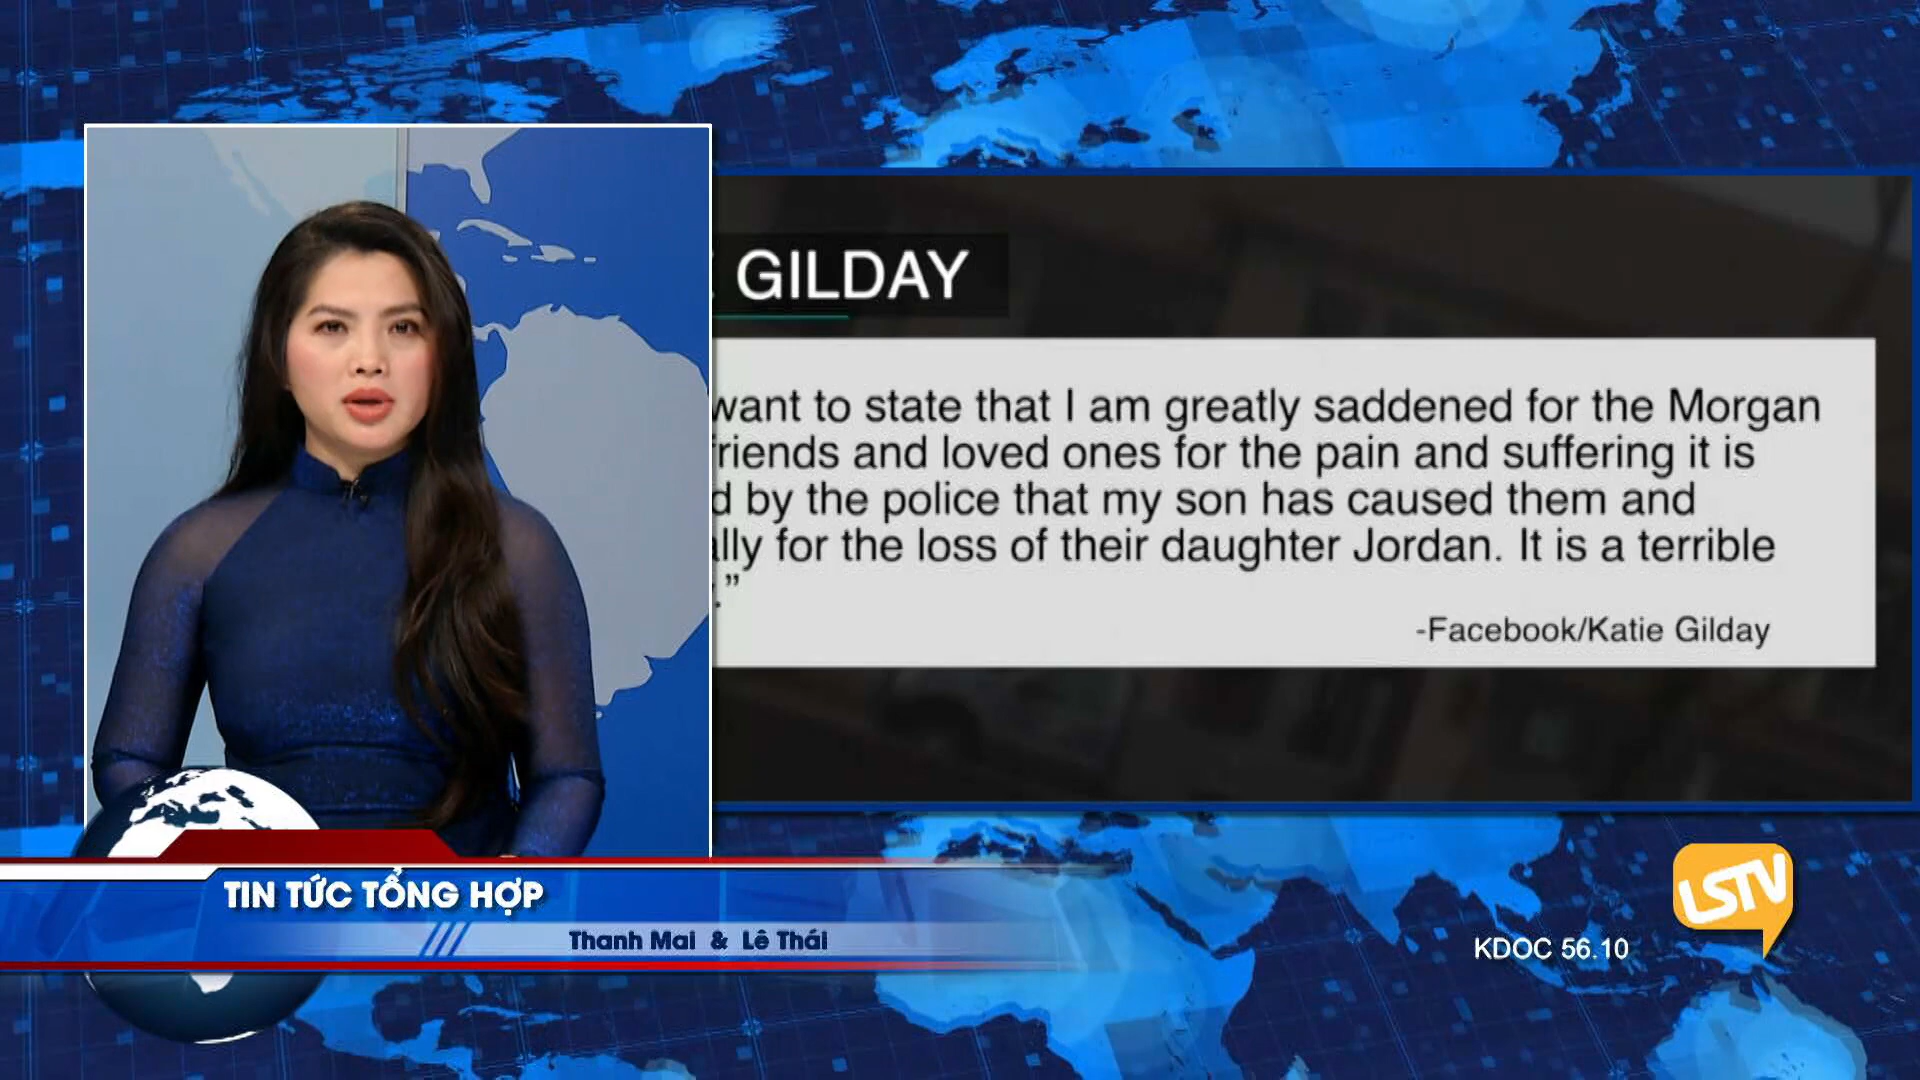 GILDAY
want to state that I am greatly saddened for the Morgan
friends and loved ones for the pain and suffering it is
by the police that my son has caused them and
for the loss of their daughter Jordan. It is a terrible
-Facebook/Katie Gilday
TIN TỨC TỔNG HỢP
Thanh Mai & Lê Thái
LSTV
KDOC 56.10